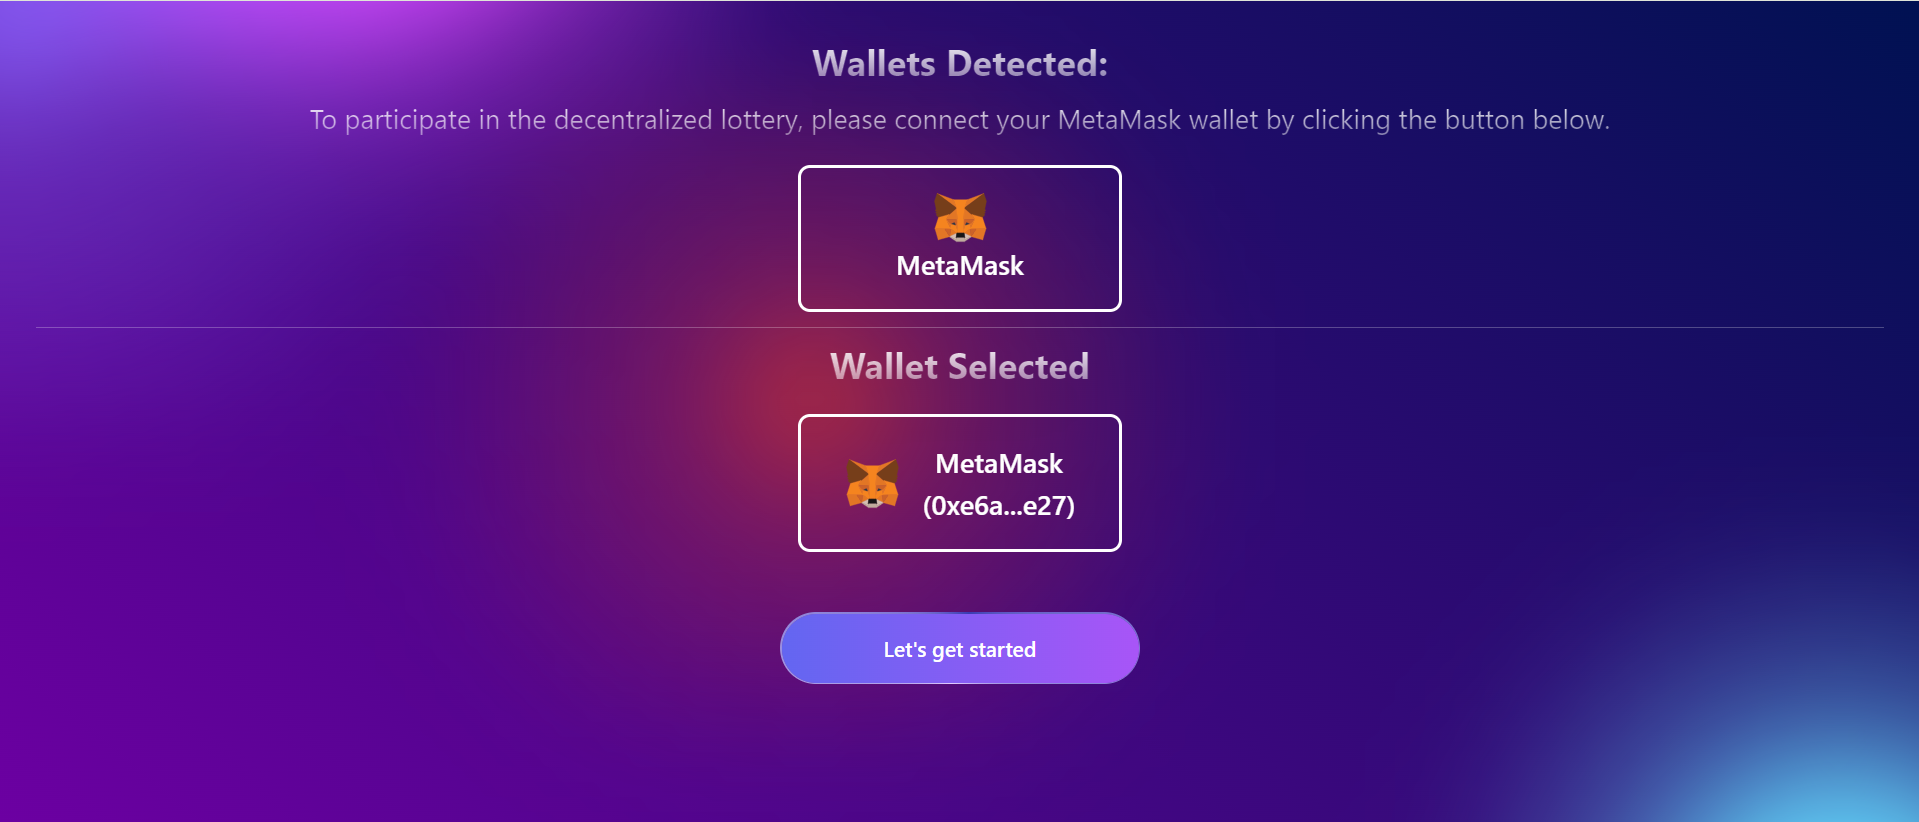 Wallets Detected:
To participate in the decentralized lottery, please connect your MetaMask wallet by clicking the button below.
MetaMask
Wallet Selected
MetaMask
(0xe6a...e27)
Let's get started